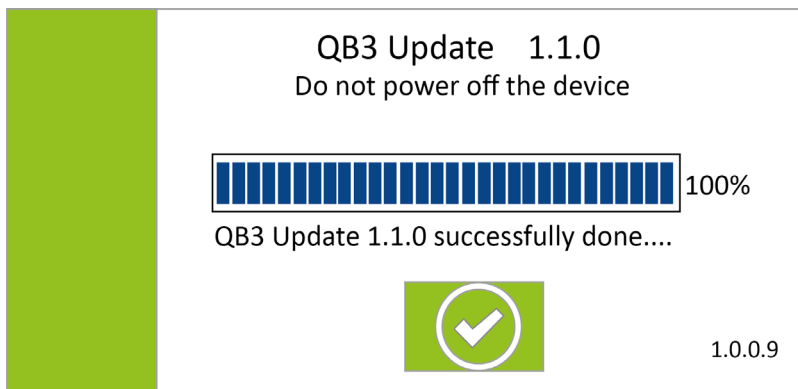 QB3 Update 1.1.0
Do not power off the device
100%
QB3 Update 1.1.0 successfully done....
1.0.0.9